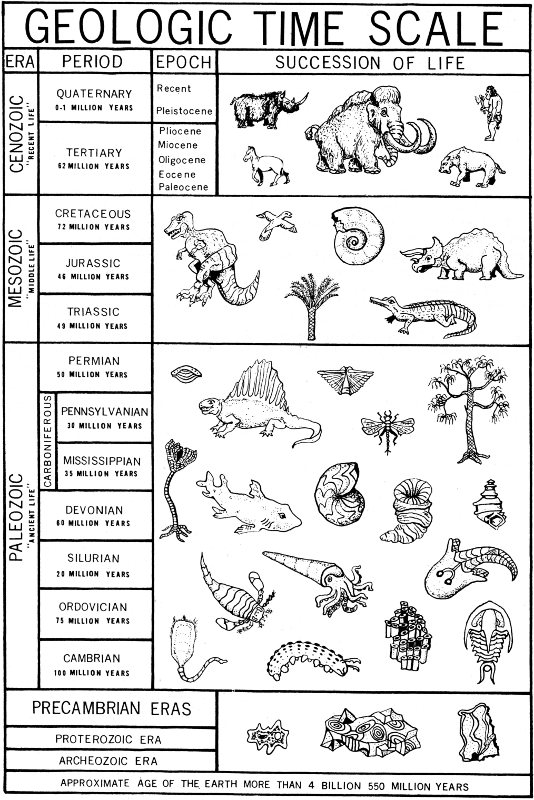 GEOLOGIC TIME SCALE
ERA PERIOD EPOCH SUCCESSION OF LIFE
CENOZOIC
"RECENT LIFE"
QUATERNARY
0-1 MILLION YEARS
Recent
Pleistocene
TERTIARY
62 MILLION YEARS
Pliocene
Miocene
Oligocene
Eocene
Paleocene
MESOZOIC
"MIDDLE LIFE"
CRETACEOUS
72 MILLION YEARS
JURASSIC
46 MILLION YEARS
TRIASSIC
49 MILLION YEARS
PALEOZOIC
"ANCIENT LIFE"
PERMIAN
50 MILLION YEARS
CARBONIFEROUS
PENNSYLVANIAN
30 MILLION YEARS
MISSISSIPPIAN
35 MILLION YEARS
DEVONIAN
60 MILLION YEARS
SILURIAN
20 MILLION YEARS
ORDOVICIAN
75 MILLION YEARS
CAMBRIAN
100 MILLION YEARS
PRECAMBRIAN ERAS
PROTEROZOIC ERA
ARCHEOZOIC ERA
APPROXIMATE AGE OF THE EARTH MORE THAN 4 BILLION 550 MILLION YEARS